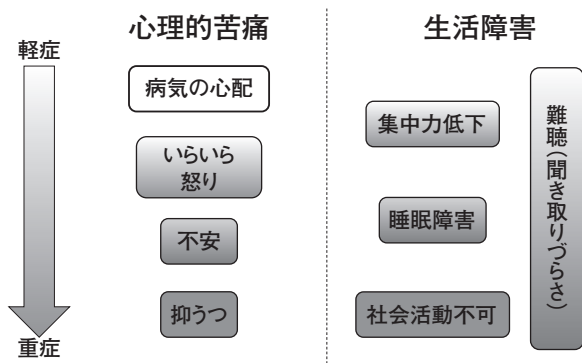 心理的苦痛
生活障害
軽症
病気の心配
いらいら
怒り
不安
抑うつ
重症
集中力低下
睡眠障害
社会活動不可
難聴(聞き取りづらさ)